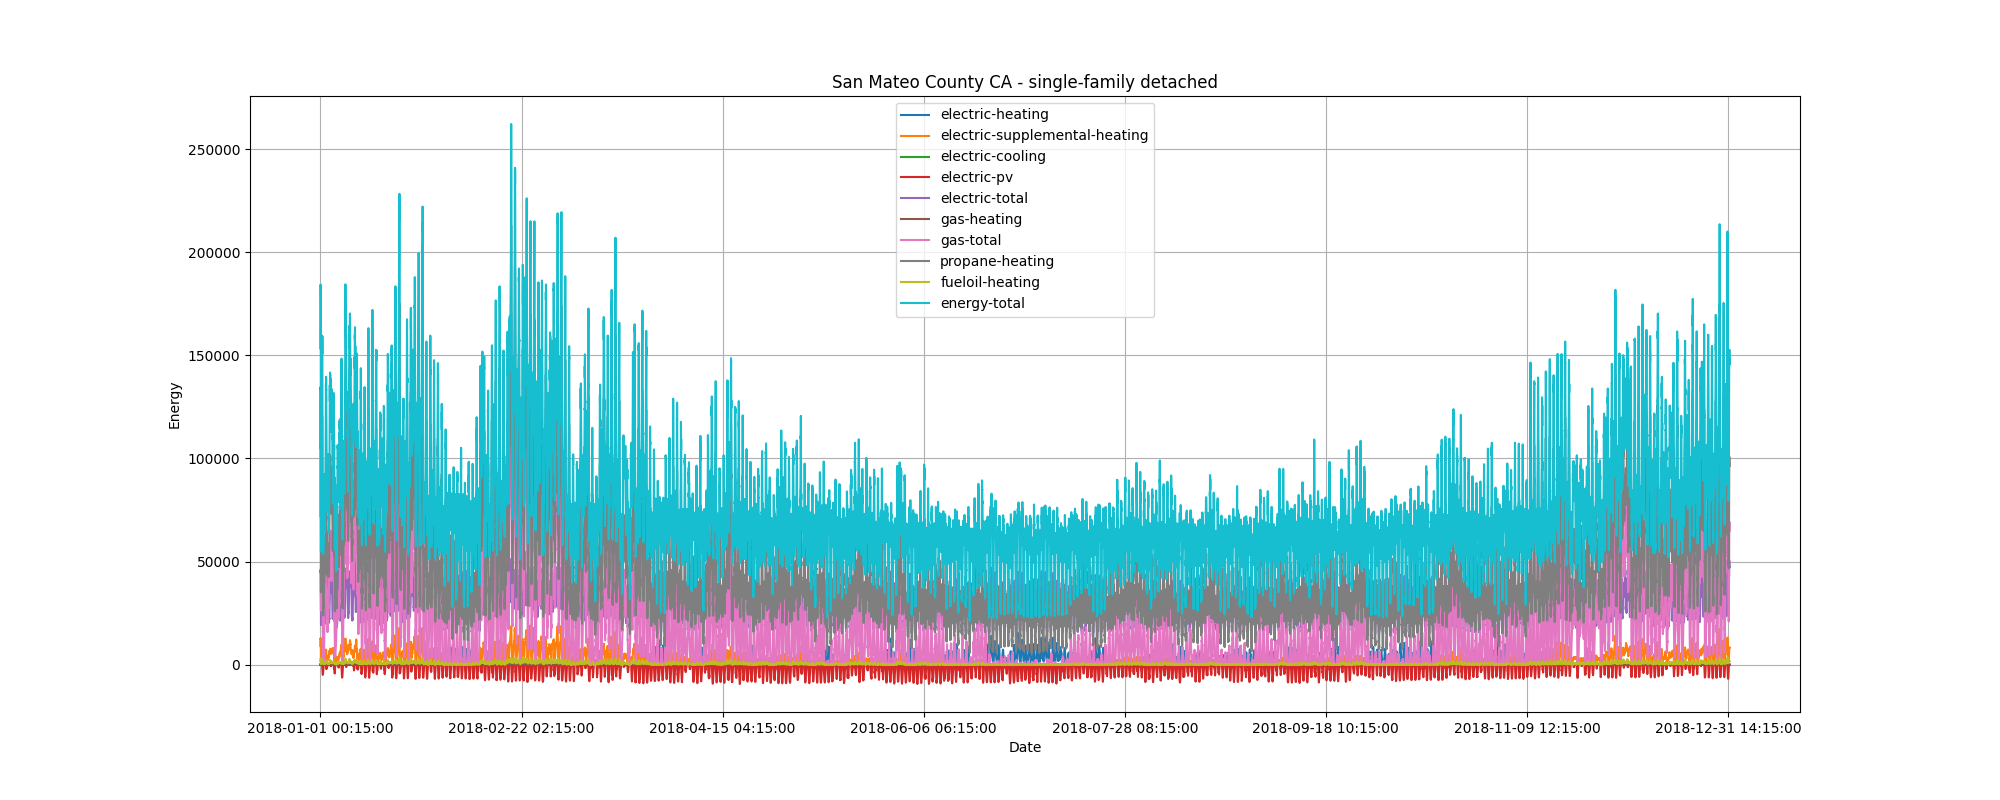 San Mateo County CA - single-family detached
electric-heating
electric-supplemental-heating
electric-cooling
electric-pv
electric-total
gas-heating
gas-total
propane-heating
fueloil-heating
energy-total
250000
200000
150000
100000
50000
0
Energy
2018-01-01 00:15:00
2018-02-22 02:15:00
2018-04-15 04:15:00
2018-06-06 06:15:00
2018-07-28 08:15:00
2018-09-18 10:15:00
2018-11-09 12:15:00
2018-12-31 14:15:00
Date